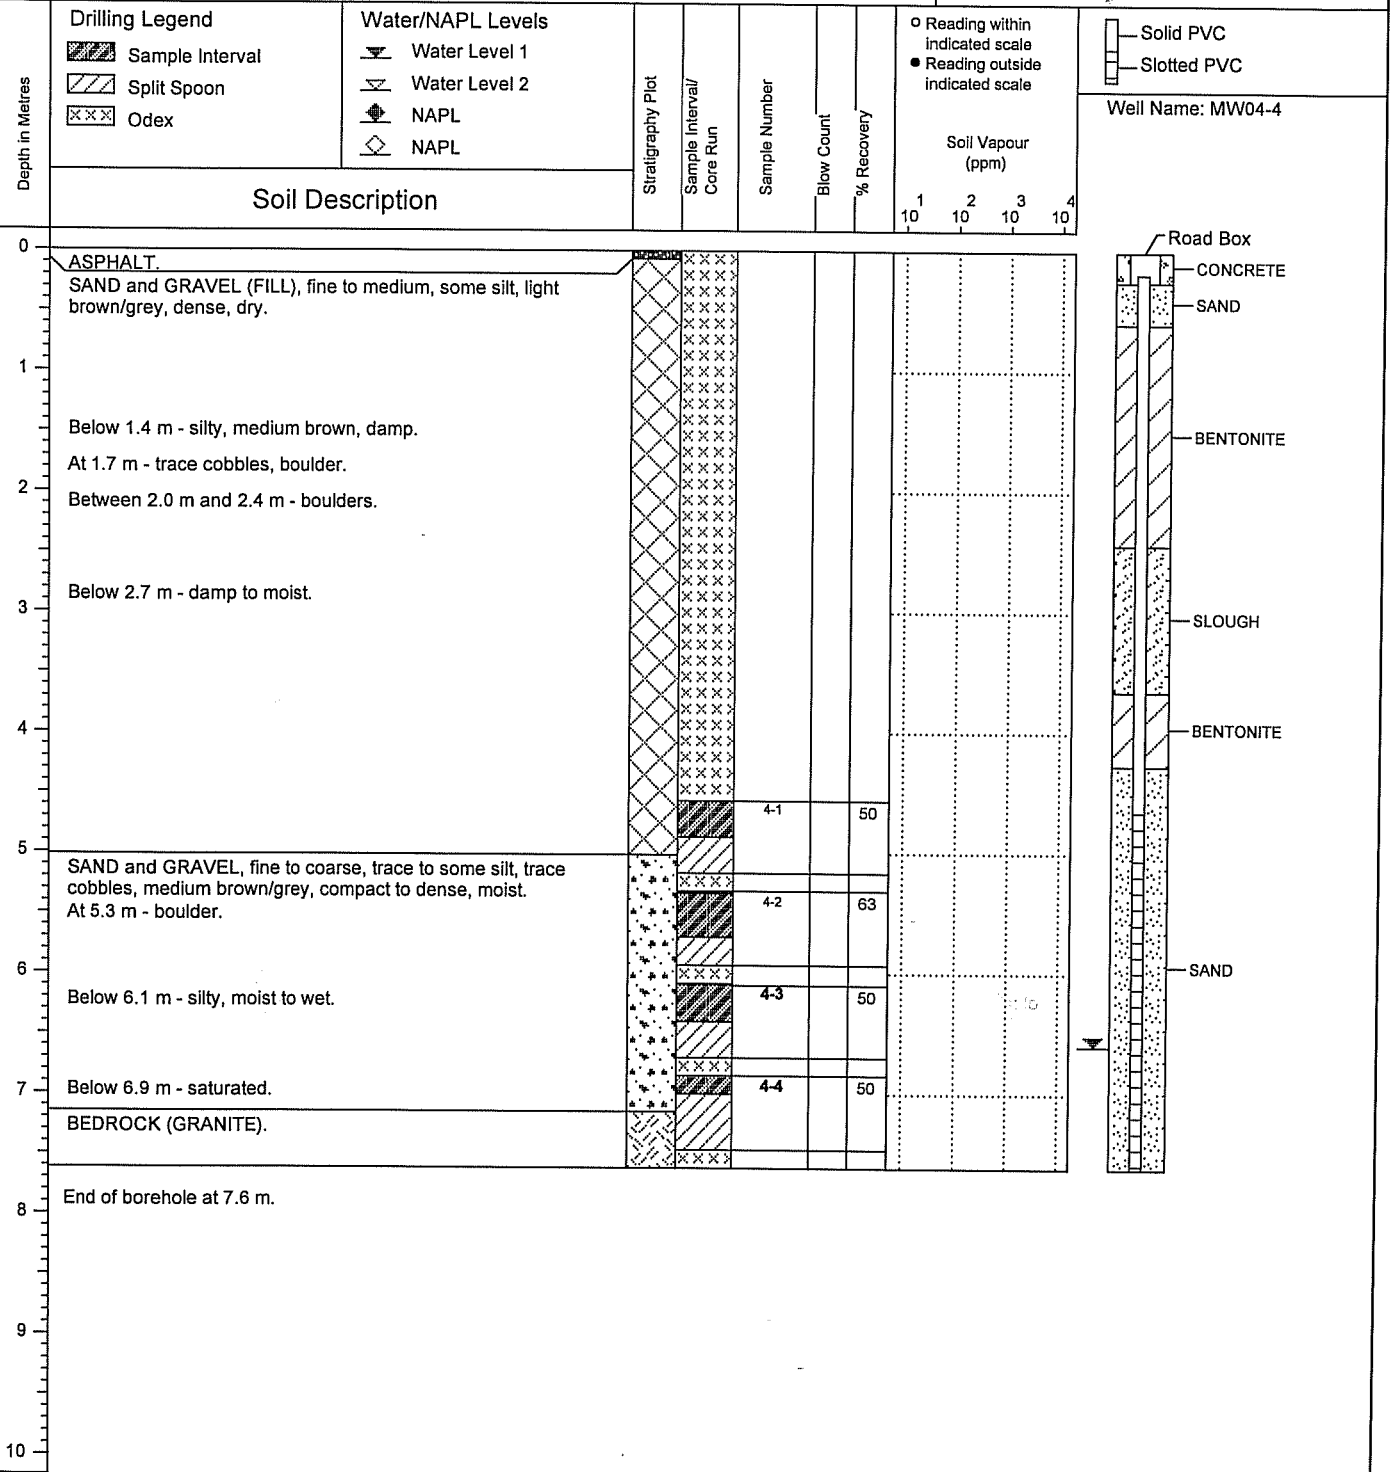 Drilling Legend
Sample Interval
Split Spoon
Odex
Water/NAPL Levels
Water Level 1
Water Level 2
NAPL
NAPL
Depth in Metres
Soil Description
Stratigraphy Plot
Sample Interval/
Core Run
Sample Number
Blow Count
% Recovery
Reading within
indicated scale
Reading outside
indicated scale
Soil Vapour
(ppm)
10^1 10^2 10^3 10^4
Solid PVC
Slotted PVC
Well Name: MW04-4
Road Box
0
ASPHALT.
CONCRETE
SAND and GRAVEL (FILL), fine to medium, some silt, light
brown/grey, dense, dry.
SAND
1
Below 1.4 m - silty, medium brown, damp.
BENTONITE
At 1.7 m - trace cobbles, boulder.
2
Between 2.0 m and 2.4 m - boulders.
Below 2.7 m - damp to moist.
3
SLOUGH
4
BENTONITE
4-1 50
5
SAND and GRAVEL, fine to coarse, trace to some silt, trace
cobbles, medium brown/grey, compact to dense, moist.
At 5.3 m - boulder.
4-2 63
6
SAND
Below 6.1 m - silty, moist to wet.
4-3 50
7
Below 6.9 m - saturated.
4-4 50
BEDROCK (GRANITE).
End of borehole at 7.6 m.
8
9
10